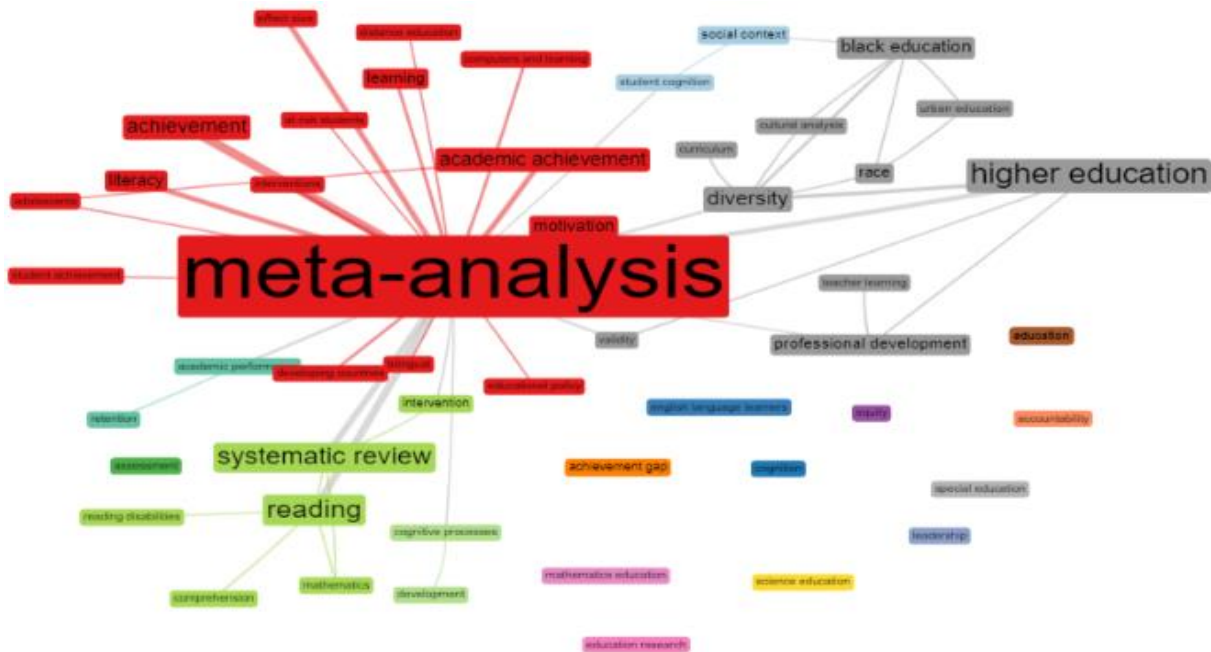 effect size
distance education
social context
black education
computers and learning
learning
student cognition
urban education
achievement
at risk students
cultural analysis
curriculum
academic achievement
race
higher education
literacy
interventions
diversity
adolescents
motivation
meta-analysis
student achievement
teacher learning
validity
professional development
education
academic perform
developing countries
bilingual
educational policy
intervention
english language learners
equity
accountability
retention
systematic review
assessment
achievement gap
cognition
special education
reading
reading disabilities
cognitive processes
leadership
mathematics
mathematics education
science education
comprehension
development
education research